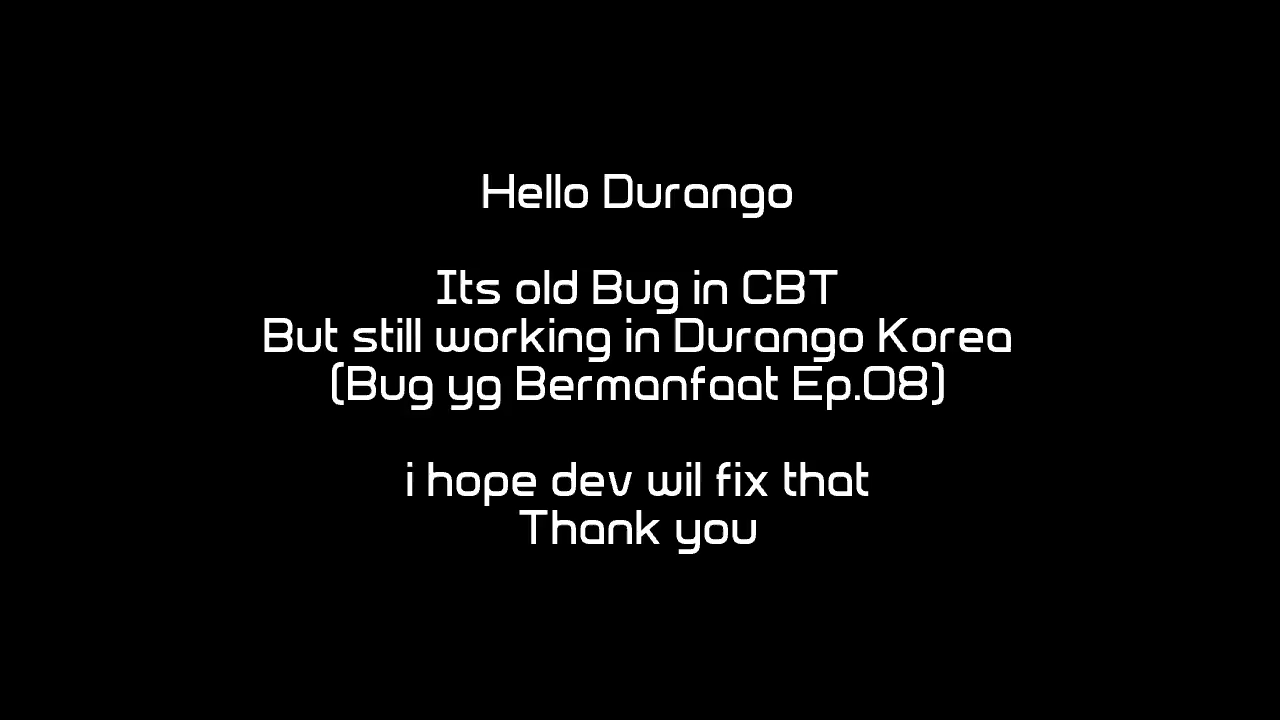 Hello Durango
Its old Bug in CBT
But still working in Durango Korea
(Bug yg Bermanfaat Ep.08)
i hope dev wil fix that
Thank you